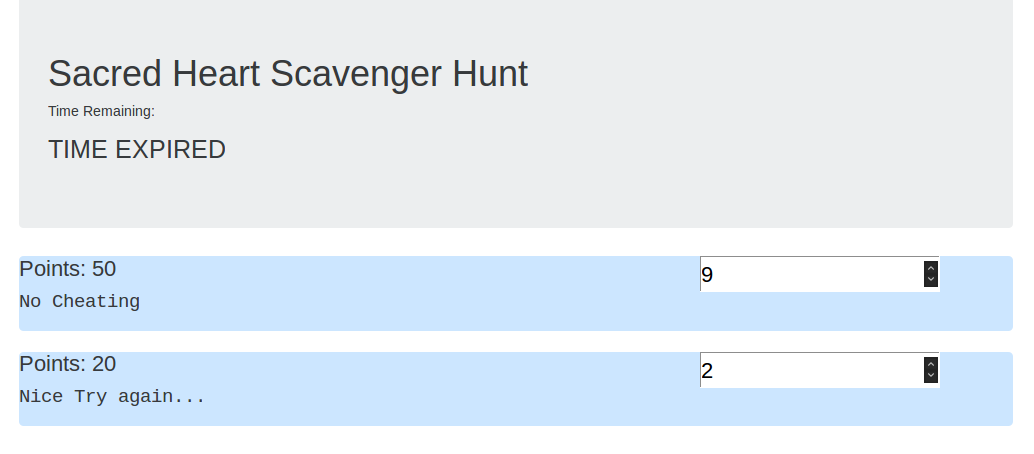 Sacred Heart Scavenger Hunt
Time Remaining:
TIME EXPIRED
Points: 50
9
No Cheating
Points: 20
2
Nice Try again...